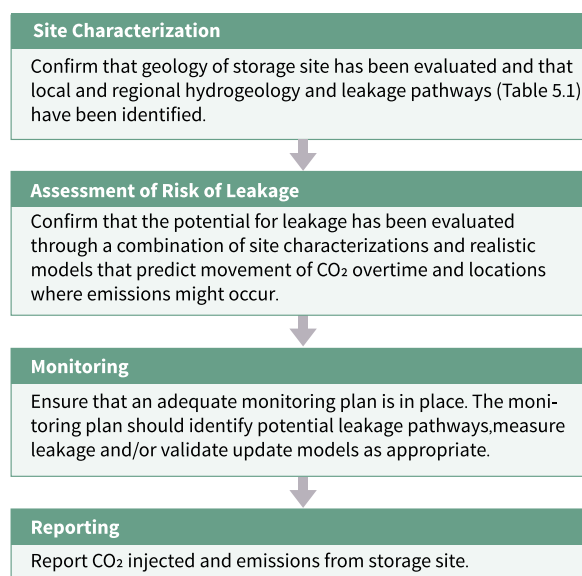 Site Characterization
Confirm that geology of storage site has been evaluated and that
local and regional hydrogeology and leakage pathways (Table 5.1)
have been identified.
Assessment of Risk of Leakage
Confirm that the potential for leakage has been evaluated
through a combination of site characterizations and realistic
models that predict movement of CO₂ overtime and locations
where emissions might occur.
Monitoring
Ensure that an adequate monitoring plan is in place. The moni-
toring plan should identify potential leakage pathways,measure
leakage and/or validate update models as appropriate.
Reporting
Report CO₂ injected and emissions from storage site.